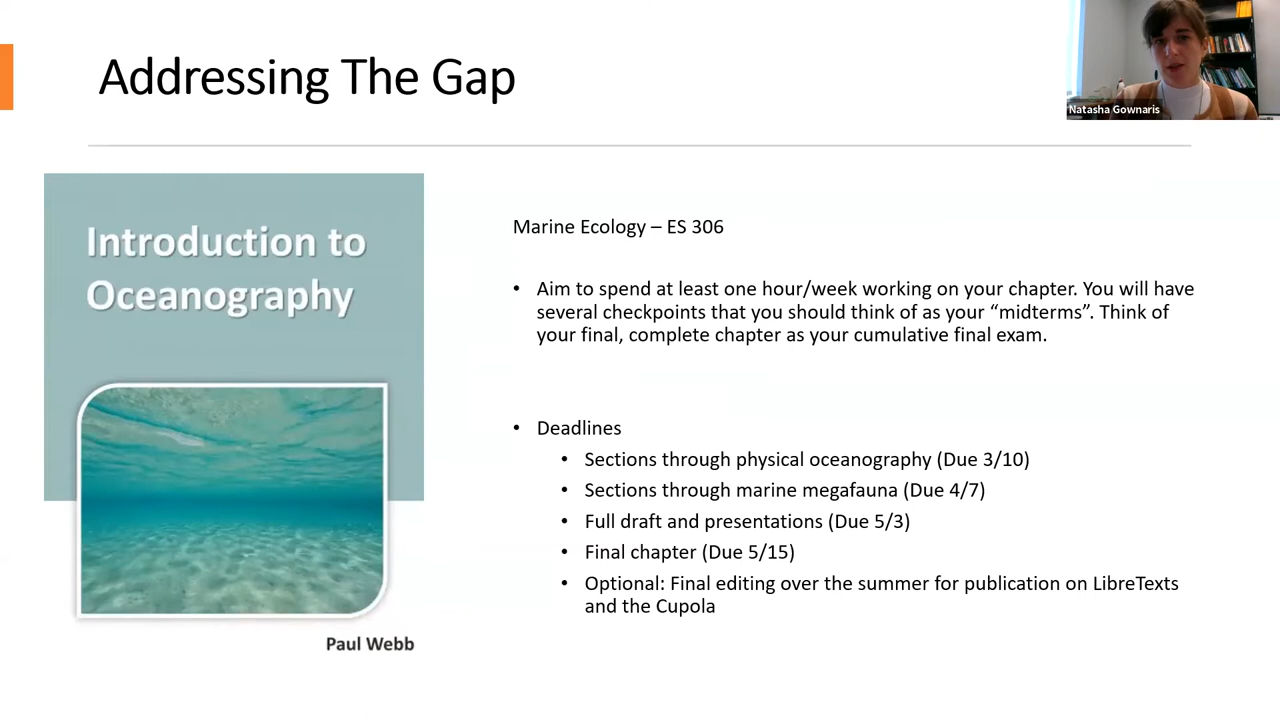 Addressing The Gap
Natasha Gownaris
Introduction to
Oceanography
Paul Webb
Marine Ecology – ES 306
• Aim to spend at least one hour/week working on your chapter. You will have
several checkpoints that you should think of as your “midterms”. Think of
your final, complete chapter as your cumulative final exam.
• Deadlines
• Sections through physical oceanography (Due 3/10)
• Sections through marine megafauna (Due 4/7)
• Full draft and presentations (Due 5/3)
• Final chapter (Due 5/15)
• Optional: Final editing over the summer for publication on LibreTexts
and the Cupola